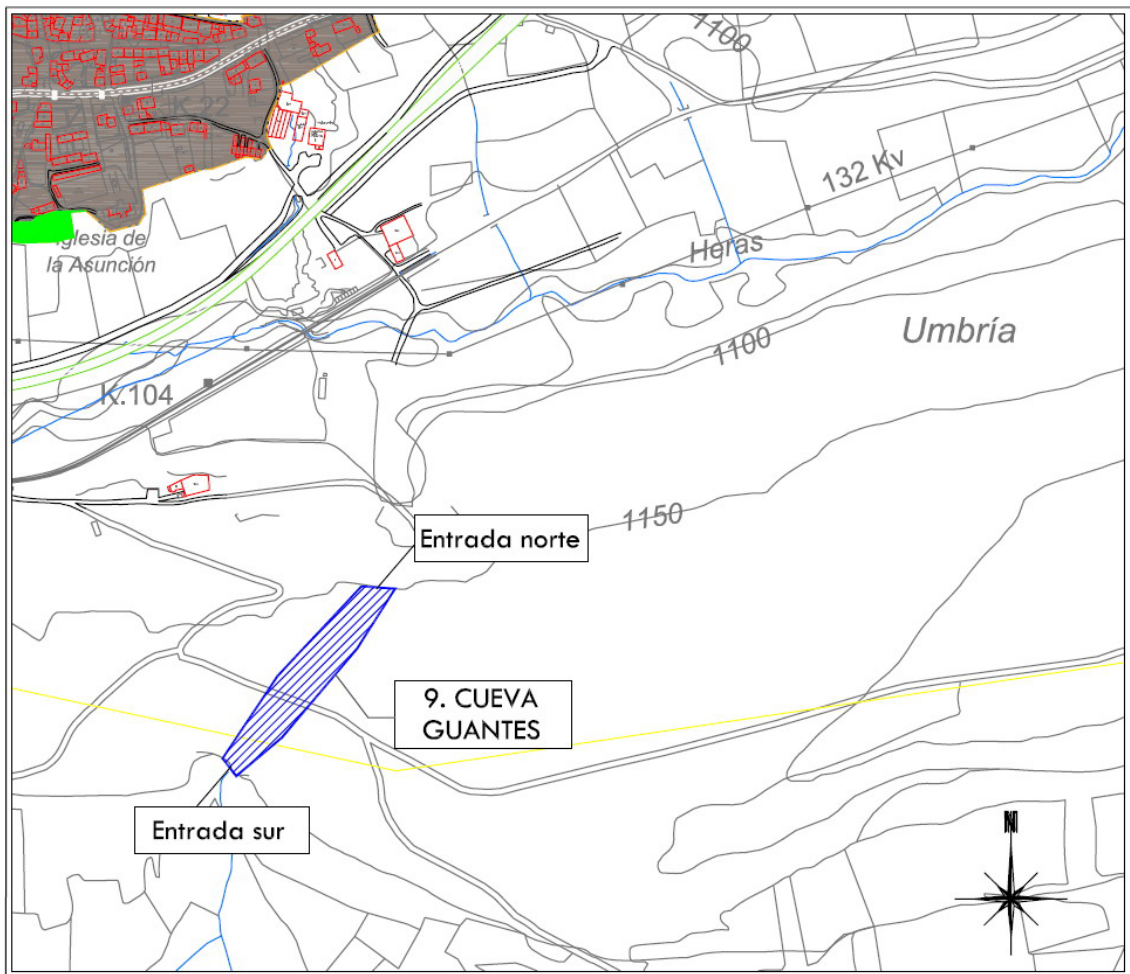 1100
K.22
132 Kv
Iglesia de
la Asunción
Heras
Umbría
1100
K.104
1150
Entrada norte
9. CUEVA
GUANTES
Entrada sur
N